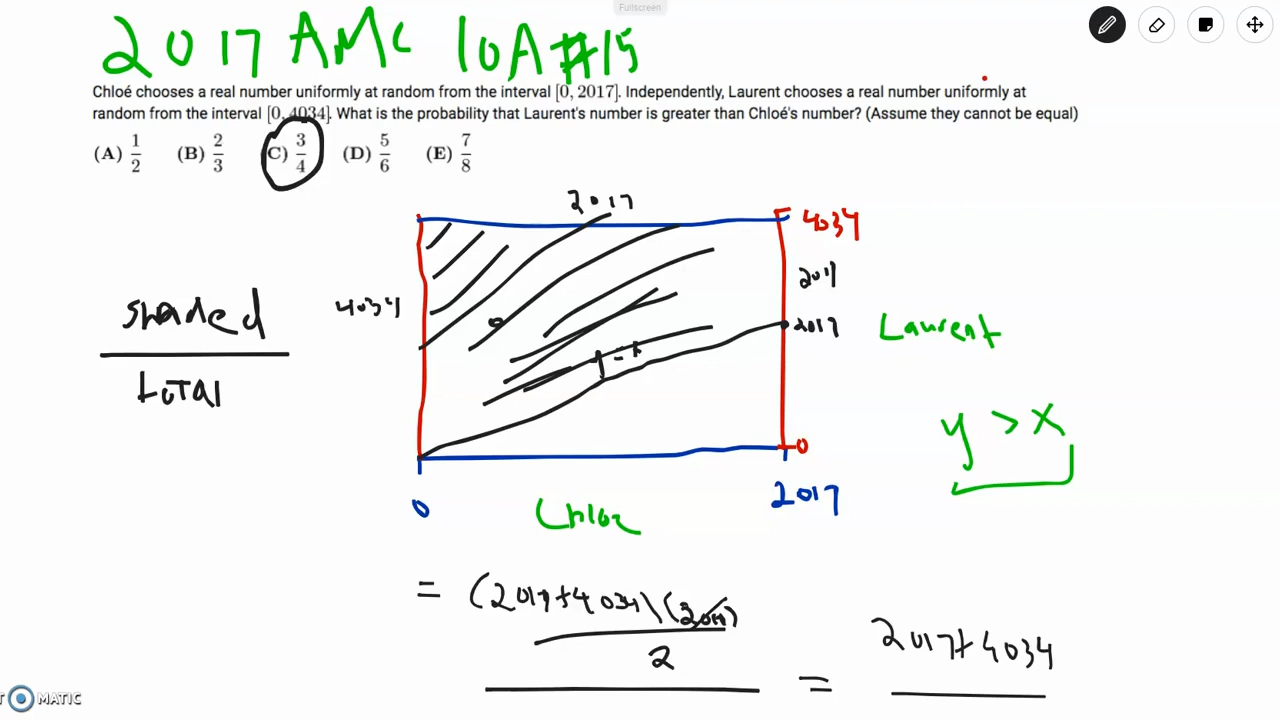 Fullscreen
2017 AMC 10A #15
Chloé chooses a real number uniformly at random from the interval [0, 2017]. Independently, Laurent chooses a real number uniformly at
random from the interval [0, 4034]. What is the probability that Laurent's number is greater than Chloé's number? (Assume they cannot be equal)
(A) 1/2 (B) 2/3 (C) 3/4 (D) 5/6 (E) 7/8
2017
4034
2017
4034
shaded
2017
Laurent
y = x
Total
y > x
0
0
2017
Chloe
= (2017+4034)(2017)
2
= 2017+4034
MATIC